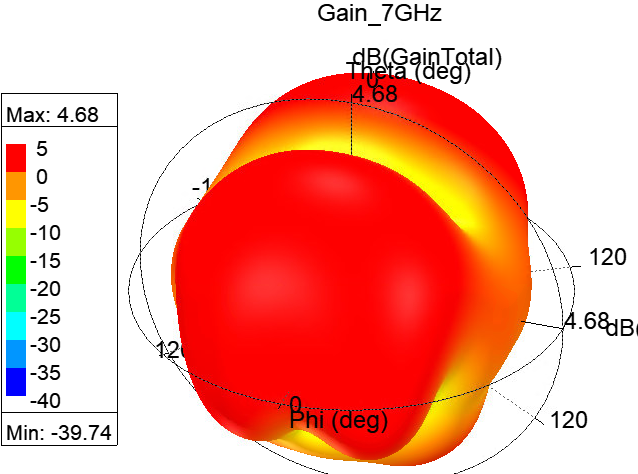 Gain_7GHz
dB(GainTotal)
Theta (deg)
0
4.68
Max: 4.68
5
0
-5
-10
-15
-20
-25
-30
-35
-40
Min: -39.74
120
4.68
dB(
120
0
Phi (deg)